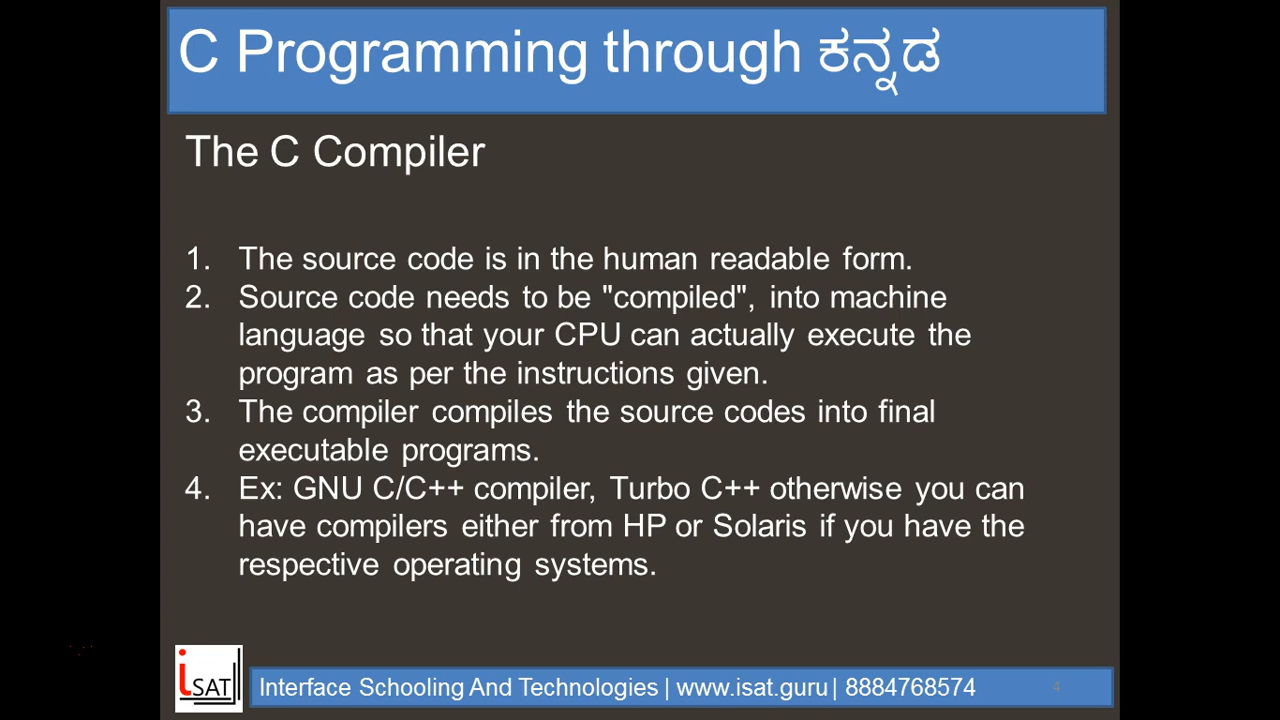 C Programming through ಕನ್ನಡ
The C Compiler
1. The source code is in the human readable form.
2. Source code needs to be "compiled", into machine
language so that your CPU can actually execute the
program as per the instructions given.
3. The compiler compiles the source codes into final
executable programs.
4. Ex: GNU C/C++ compiler, Turbo C++ otherwise you can
have compilers either from HP or Solaris if you have the
respective operating systems.
iSAT
Interface Schooling And Technologies | www.isat.guru | 8884768574
4